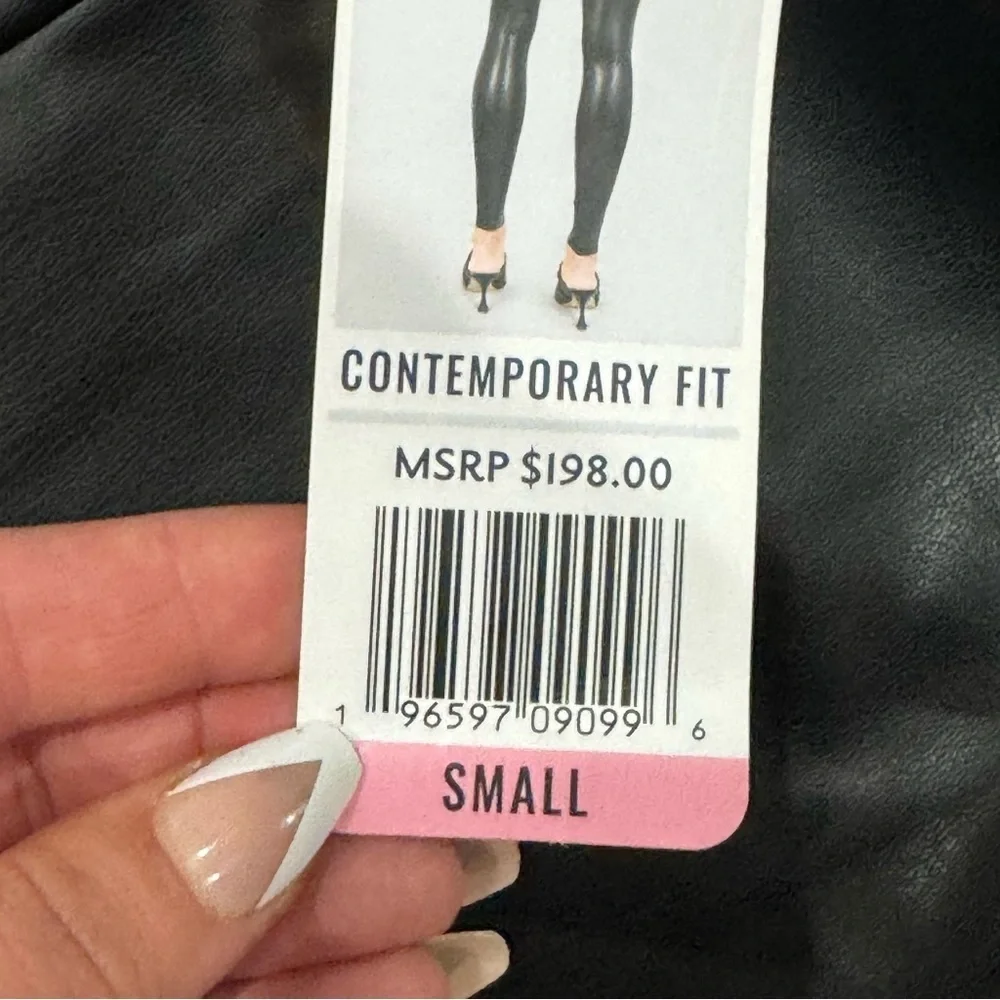 CONTEMPORARY FIT
MSRP $198.00
1 96597 09099 6
SMALL